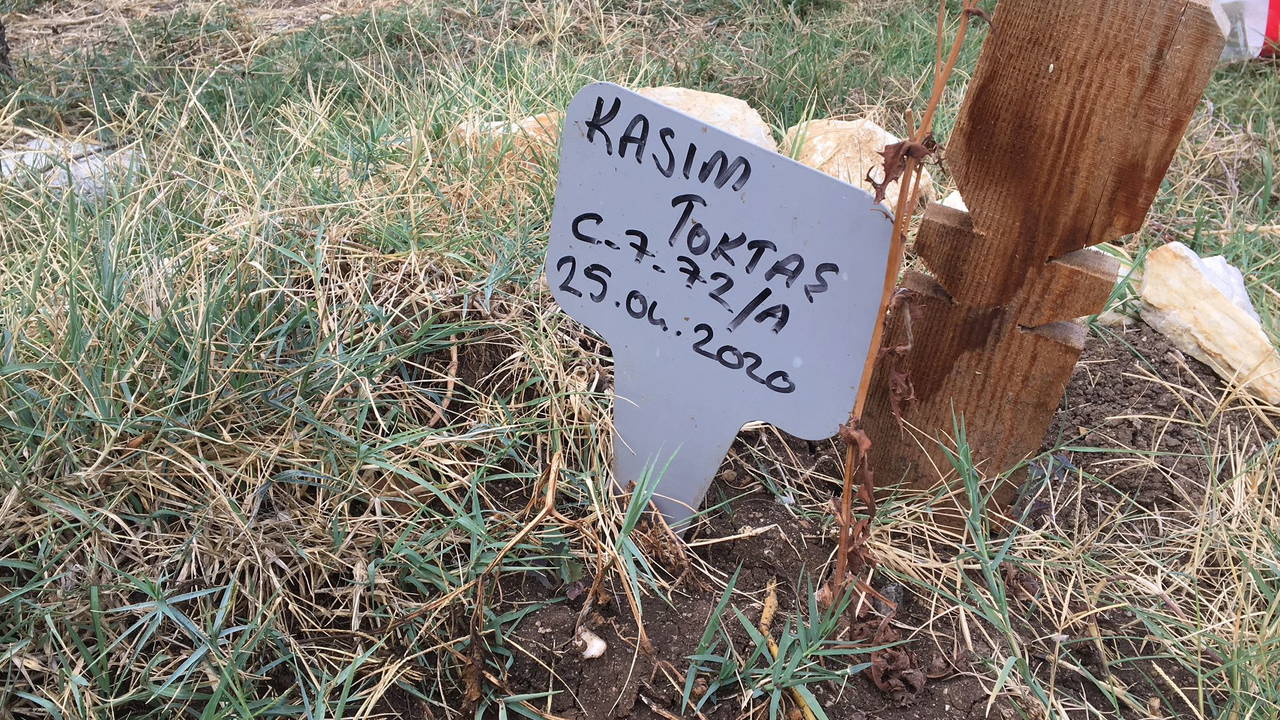 KASIM
TOKTAŞ
C-7-72/A
25.04.2020